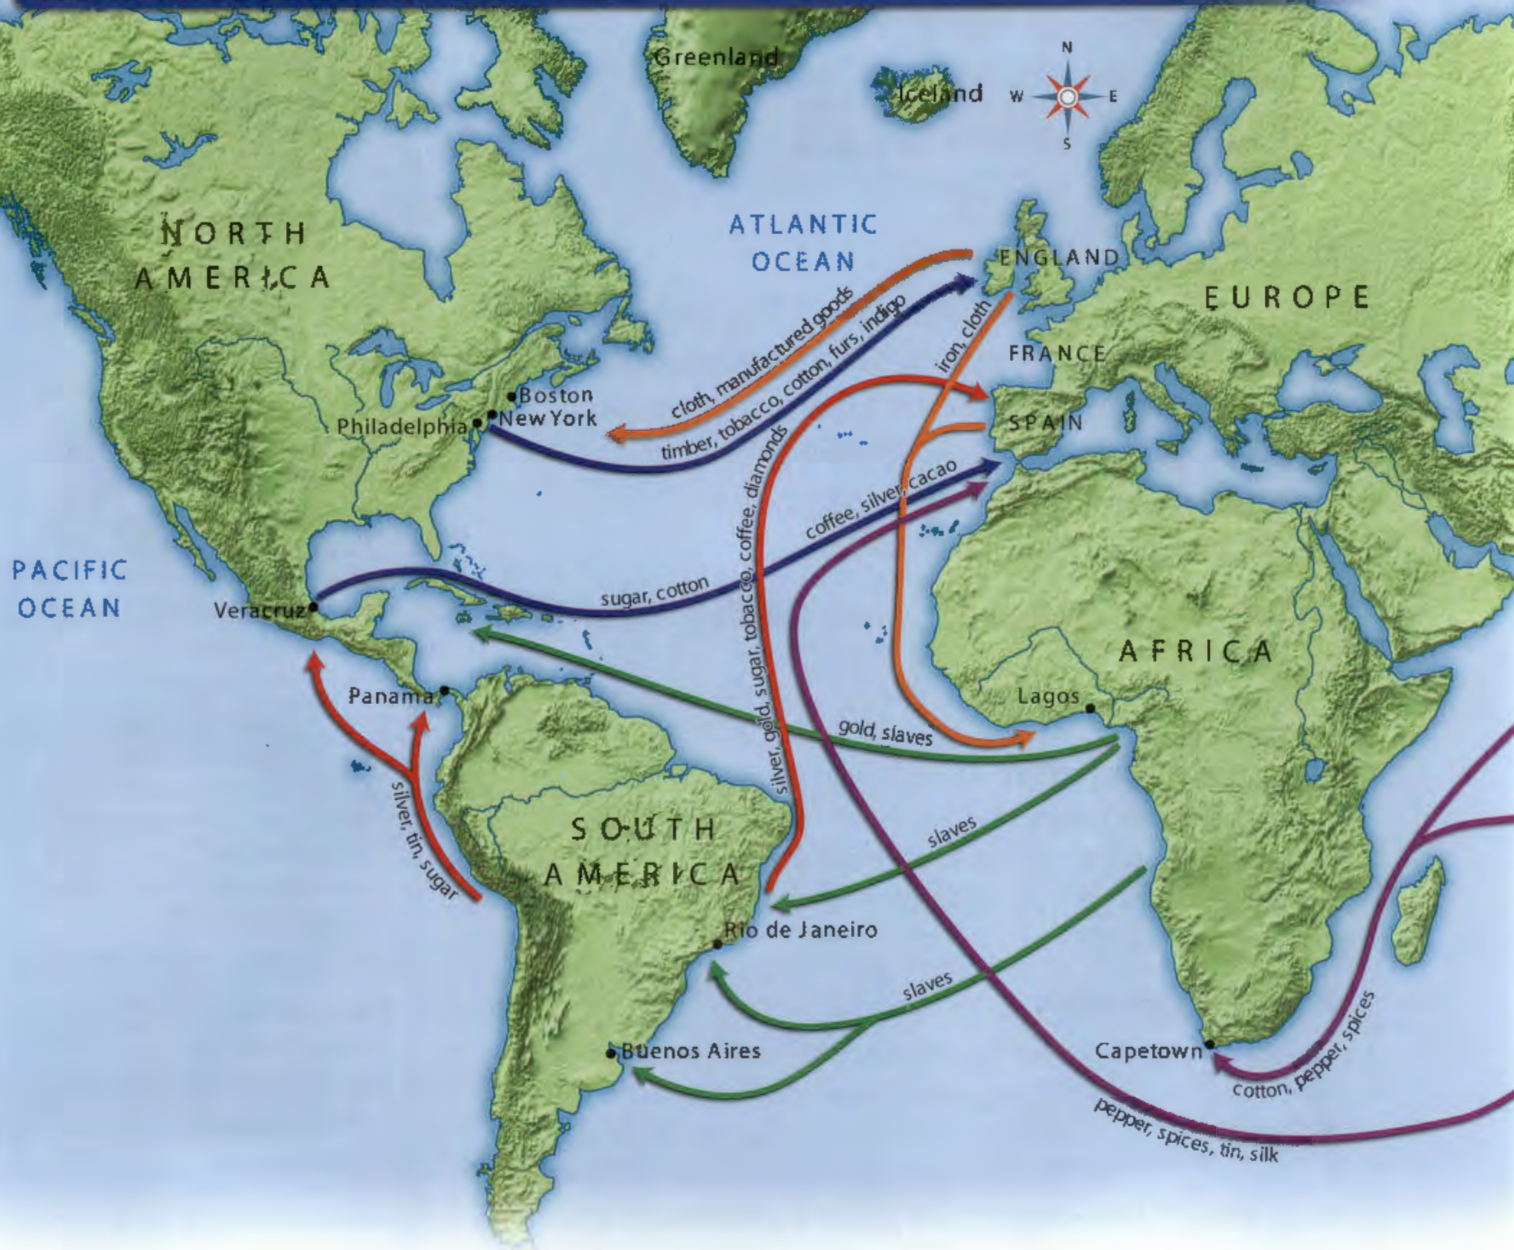 Greenland
Iceland
N
W
E
S
NORTH
AMERICA
ATLANTIC
OCEAN
ENGLAND
EUROPE
cloth, manufactured goods
timber, tobacco, cotton, furs, indigo
iron, cloth
FRANCE
Boston
New York
Philadelphia
SPAIN
silver, gold, sugar, tobacco, coffee, diamonds
coffee, silver, cacao
PACIFIC
OCEAN
sugar, cotton
Veracruz
AFRICA
Panama
Lagos
gold, slaves
silver, tin, sugar
SOUTH
AMERICA
slaves
Rio de Janeiro
slaves
Buenos Aires
Capetown
cotton, pepper, spices
pepper, spices, tin, silk